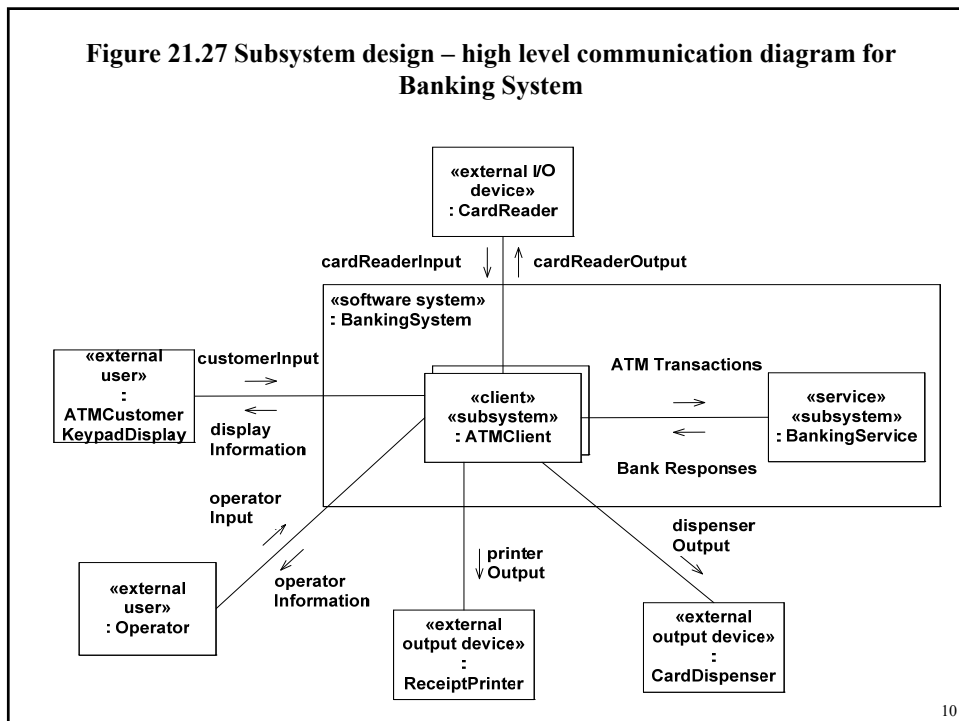 Figure 21.27 Subsystem design – high level communication diagram for
Banking System
«external I/O
device»
: CardReader
cardReaderInput
cardReaderOutput
«software system»
: BankingSystem
«external
user»
:
ATMCustomer
KeypadDisplay
customerInput
display
Information
«client»
«subsystem»
: ATMClient
ATM Transactions
Bank Responses
«service»
«subsystem»
: BankingService
operator
Input
operator
Information
«external
user»
: Operator
printer
Output
«external
output device»
:
ReceiptPrinter
dispenser
Output
«external
output device»
:
CardDispenser
10